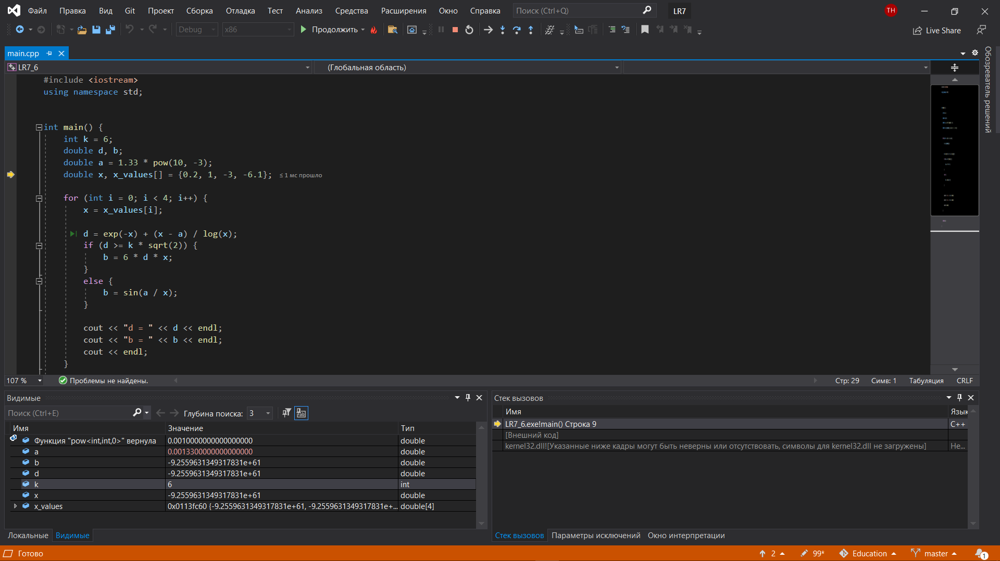 Файл Правка Вид Git Проект Сборка Отладка Тест Анализ Средства Расширения Окно Справка Поиск (Ctrl+Q) LR7 TH
Debug x86 Продолжить Live Share
main.cpp
LR7_6 (Глобальная область)
Обозреватель решений
#include <iostream>
using namespace std;
int main() {
int k = 6;
double d, b;
double a = 1.33 * pow(10, -3);
double x, x_values[] = {0.2, 1, -3, -6.1}; ≤ 1 мс прошло
for (int i = 0; i < 4; i++) {
x = x_values[i];
d = exp(-x) + (x - a) / log(x);
if (d >= k * sqrt(2)) {
b = 6 * d * x;
}
else {
b = sin(a / x);
}
cout << "d = " << d << endl;
cout << "b = " << b << endl;
cout << endl;
}
107 % Проблемы не найдены. Стр: 29 Симв: 1 Табуляция CRLF
Видимые
Поиск (Ctrl+E) Глубина поиска: 3
Имя Значение Тип
Функция "pow<int,int,0>" вернула 0.0010000000000000000 double
a 0.0013300000000000000 double
b -9.2559631349317831e+61 double
d -9.2559631349317831e+61 double
k 6 int
x -9.2559631349317831e+61 double
x_values 0x0113fc60 {-9.2559631349317831e+61, -9.2559631349317831e+... double[4]
Локальные Видимые
Стек вызовов
Имя Язык
LR7_6.exe!main() Строка 9 C++
[Внешний код]
kernel32.dll![Указанные ниже кадры могут быть неверны или отсутствовать, символы для kernel32.dll не загружены] Не...
Стек вызовов Параметры исключений Окно интерпретации
Готово 2 99* Education master 1